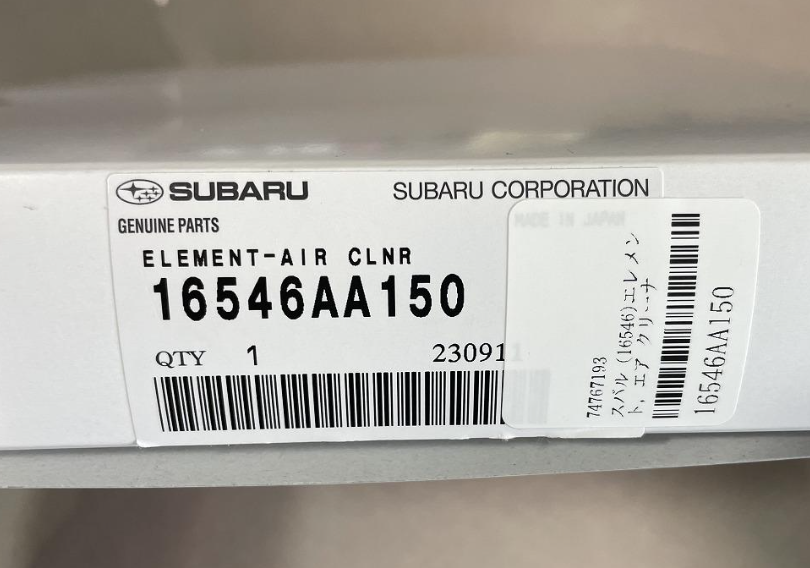 SUBARU
SUBARU CORPORATION
GENUINE PARTS
MADE IN JAPAN
ELEMENT-AIR CLNR
16546AA150
QTY 1
230911
74767193
スバル (16546)エレメン
ト, エア クリーナ
16546AA150